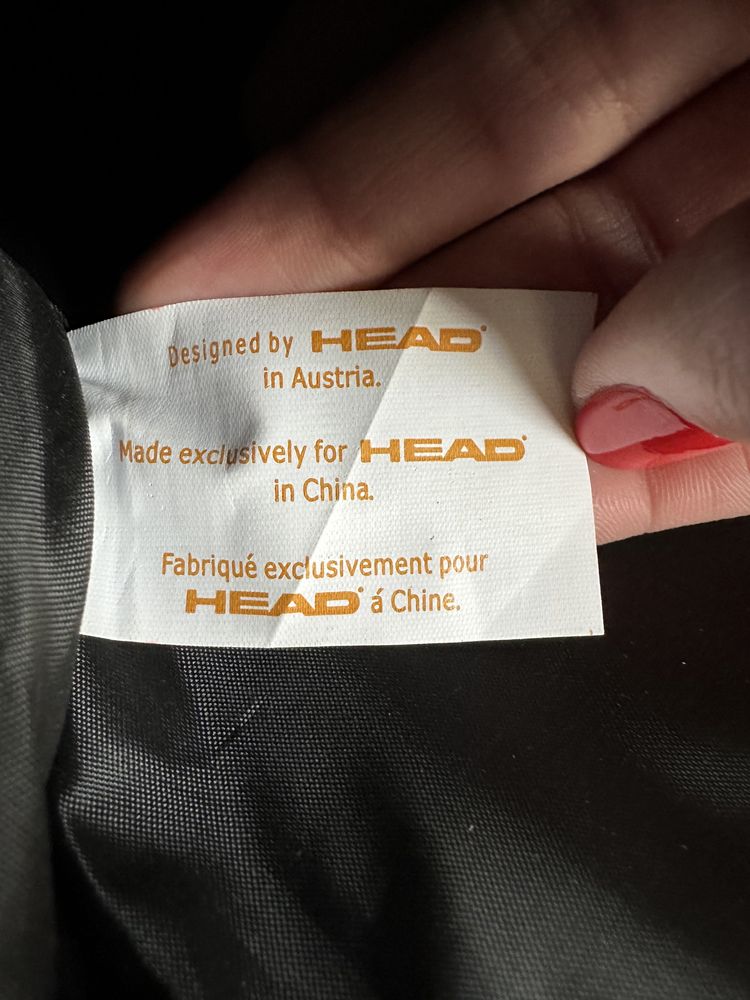 Designed by HEAD
in Austria.
Made exclusively for HEAD
in China.
Fabriqué exclusivement pour
HEAD á Chine.